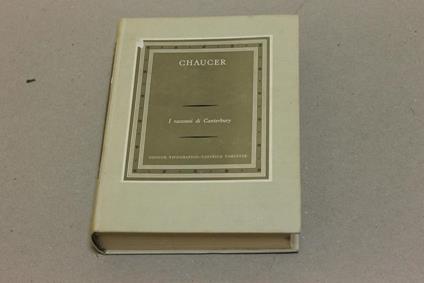 CHAUCER
I racconti di Canterbury
UNIONE TIPOGRAFICO-EDITRICE TORINESE